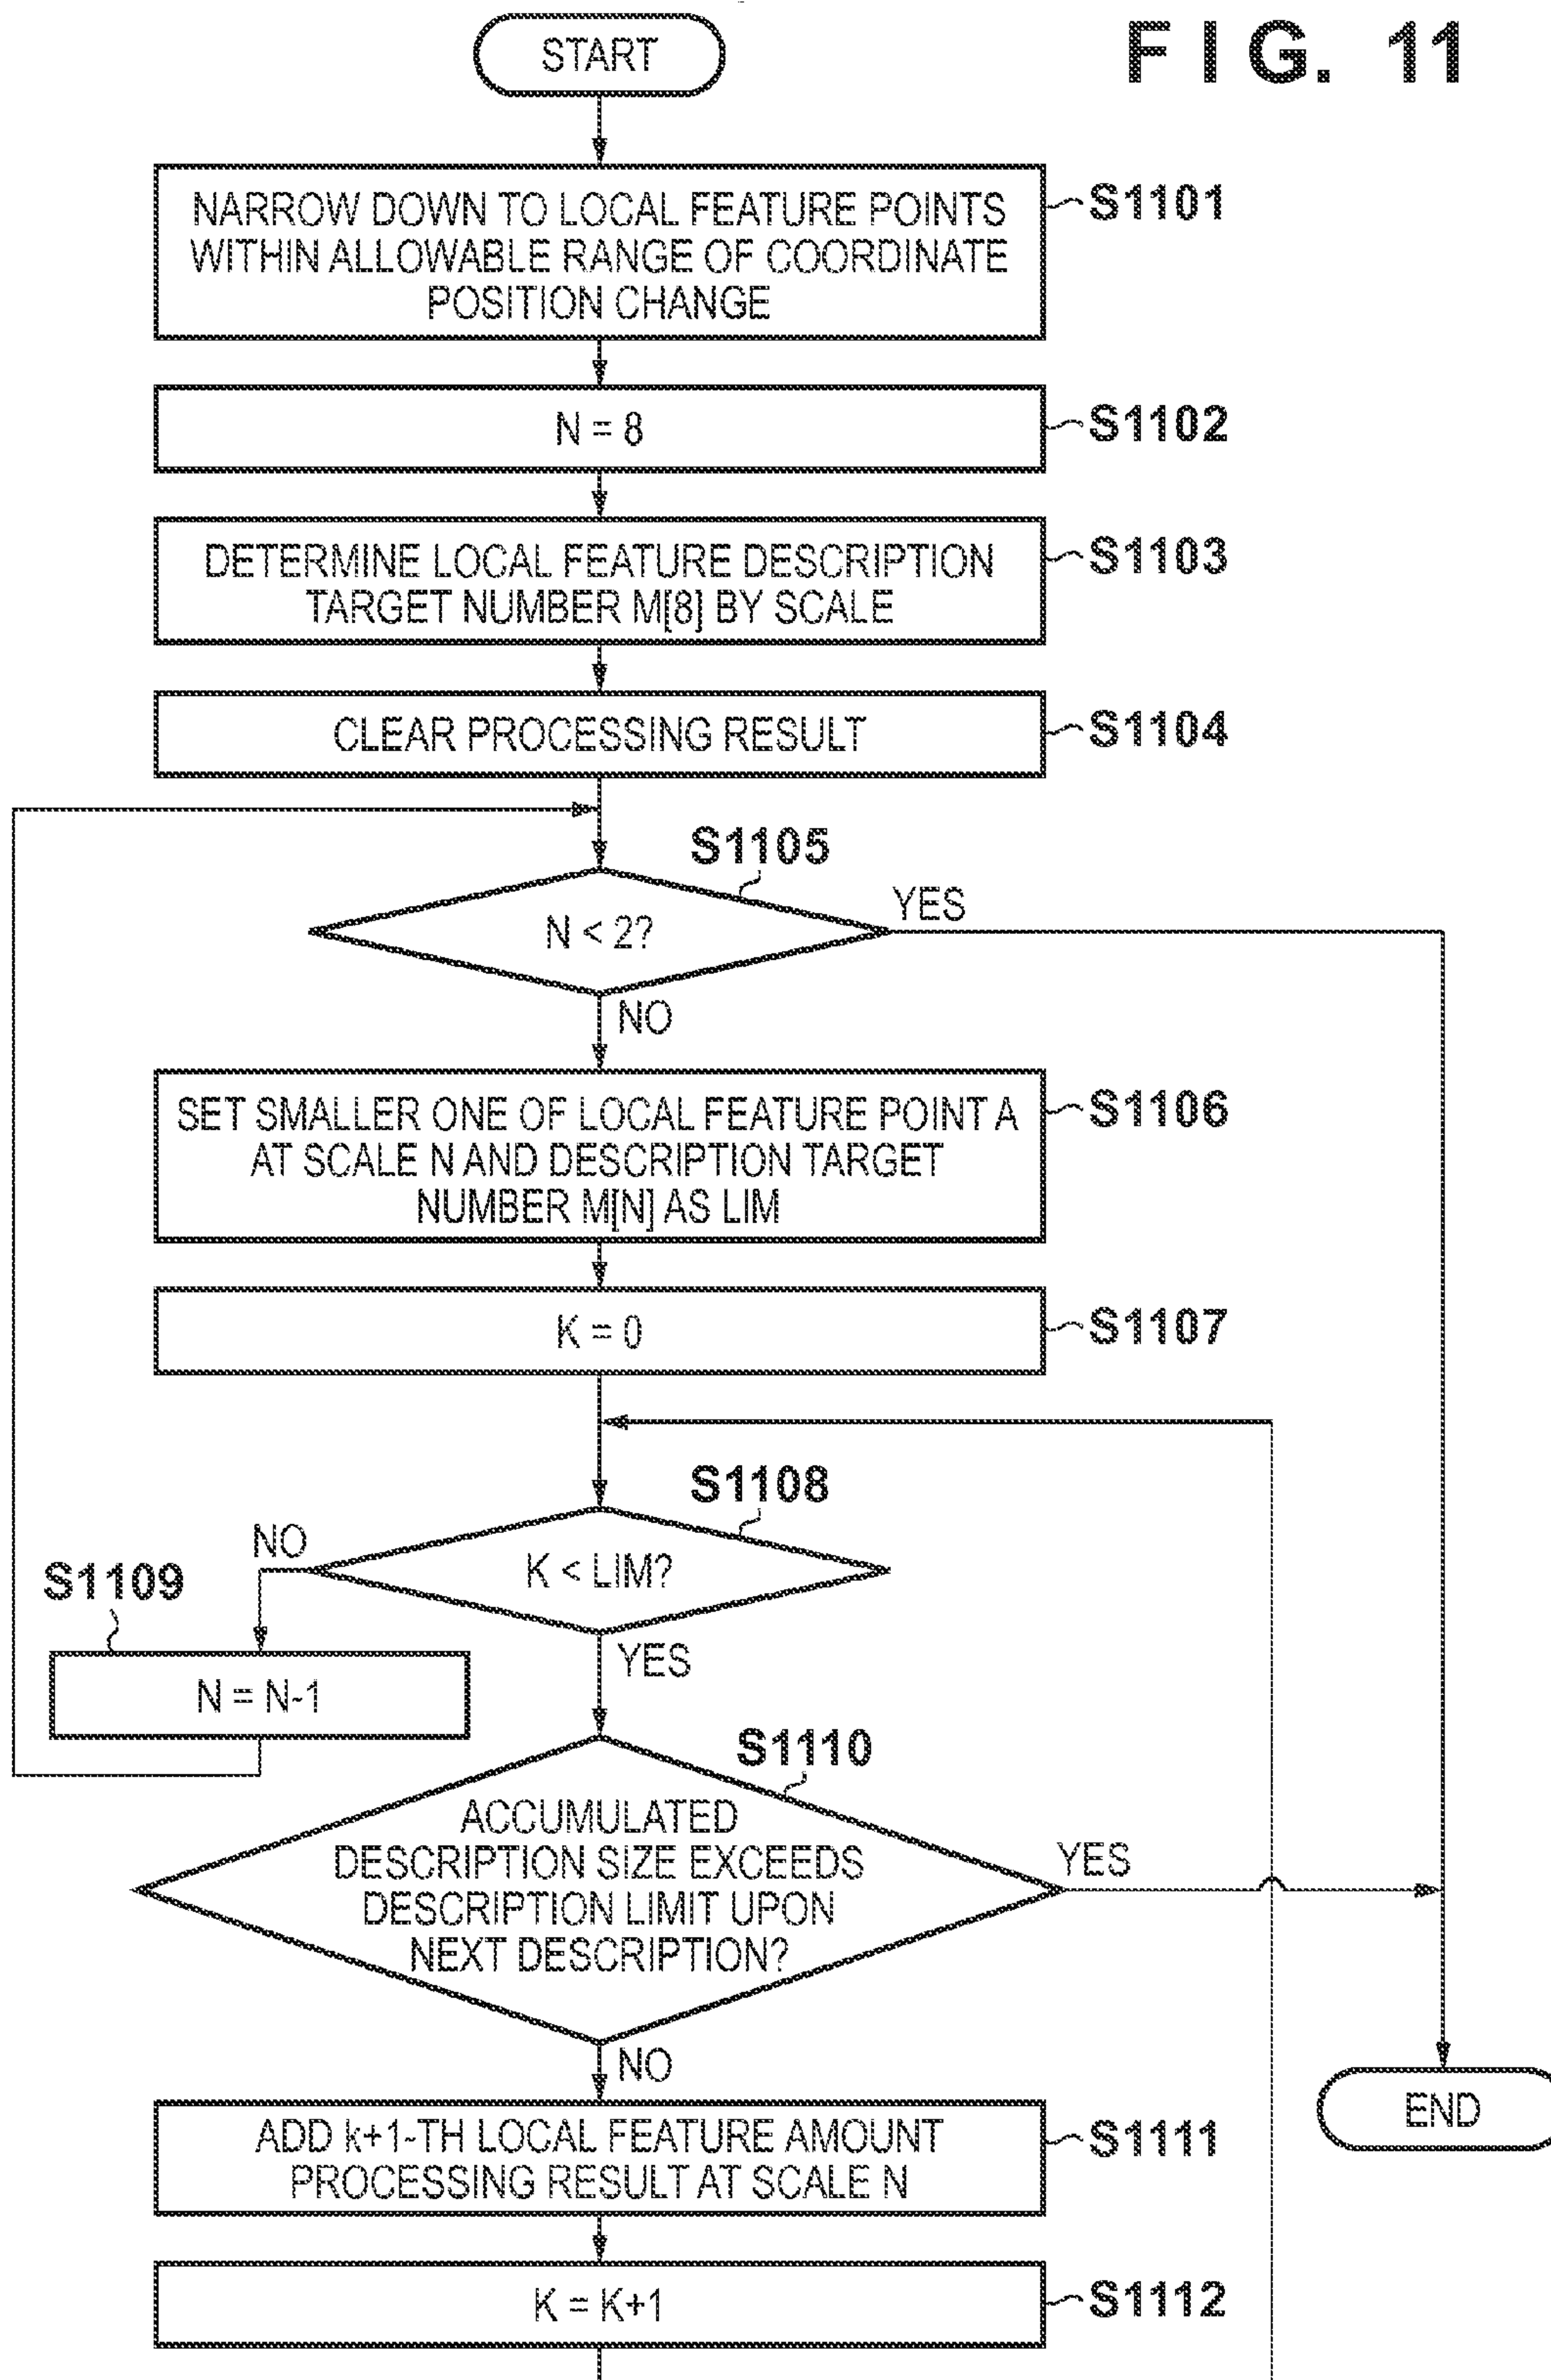 FIG. 11
START
NARROW DOWN TO LOCAL FEATURE POINTS
WITHIN ALLOWABLE RANGE OF COORDINATE
POSITION CHANGE
S1101
N = 8
S1102
DETERMINE LOCAL FEATURE DESCRIPTION
TARGET NUMBER M[8] BY SCALE
S1103
CLEAR PROCESSING RESULT
S1104
S1105
N < 2?
YES
NO
SET SMALLER ONE OF LOCAL FEATURE POINT A
AT SCALE N AND DESCRIPTION TARGET
NUMBER M[N] AS LIM
S1106
K = 0
S1107
S1108
K < LIM?
NO
S1109
N = N-1
YES
S1110
ACCUMULATED
DESCRIPTION SIZE EXCEEDS
DESCRIPTION LIMIT UPON
NEXT DESCRIPTION?
YES
NO
ADD k+1-TH LOCAL FEATURE AMOUNT
PROCESSING RESULT AT SCALE N
S1111
END
K = K+1
S1112